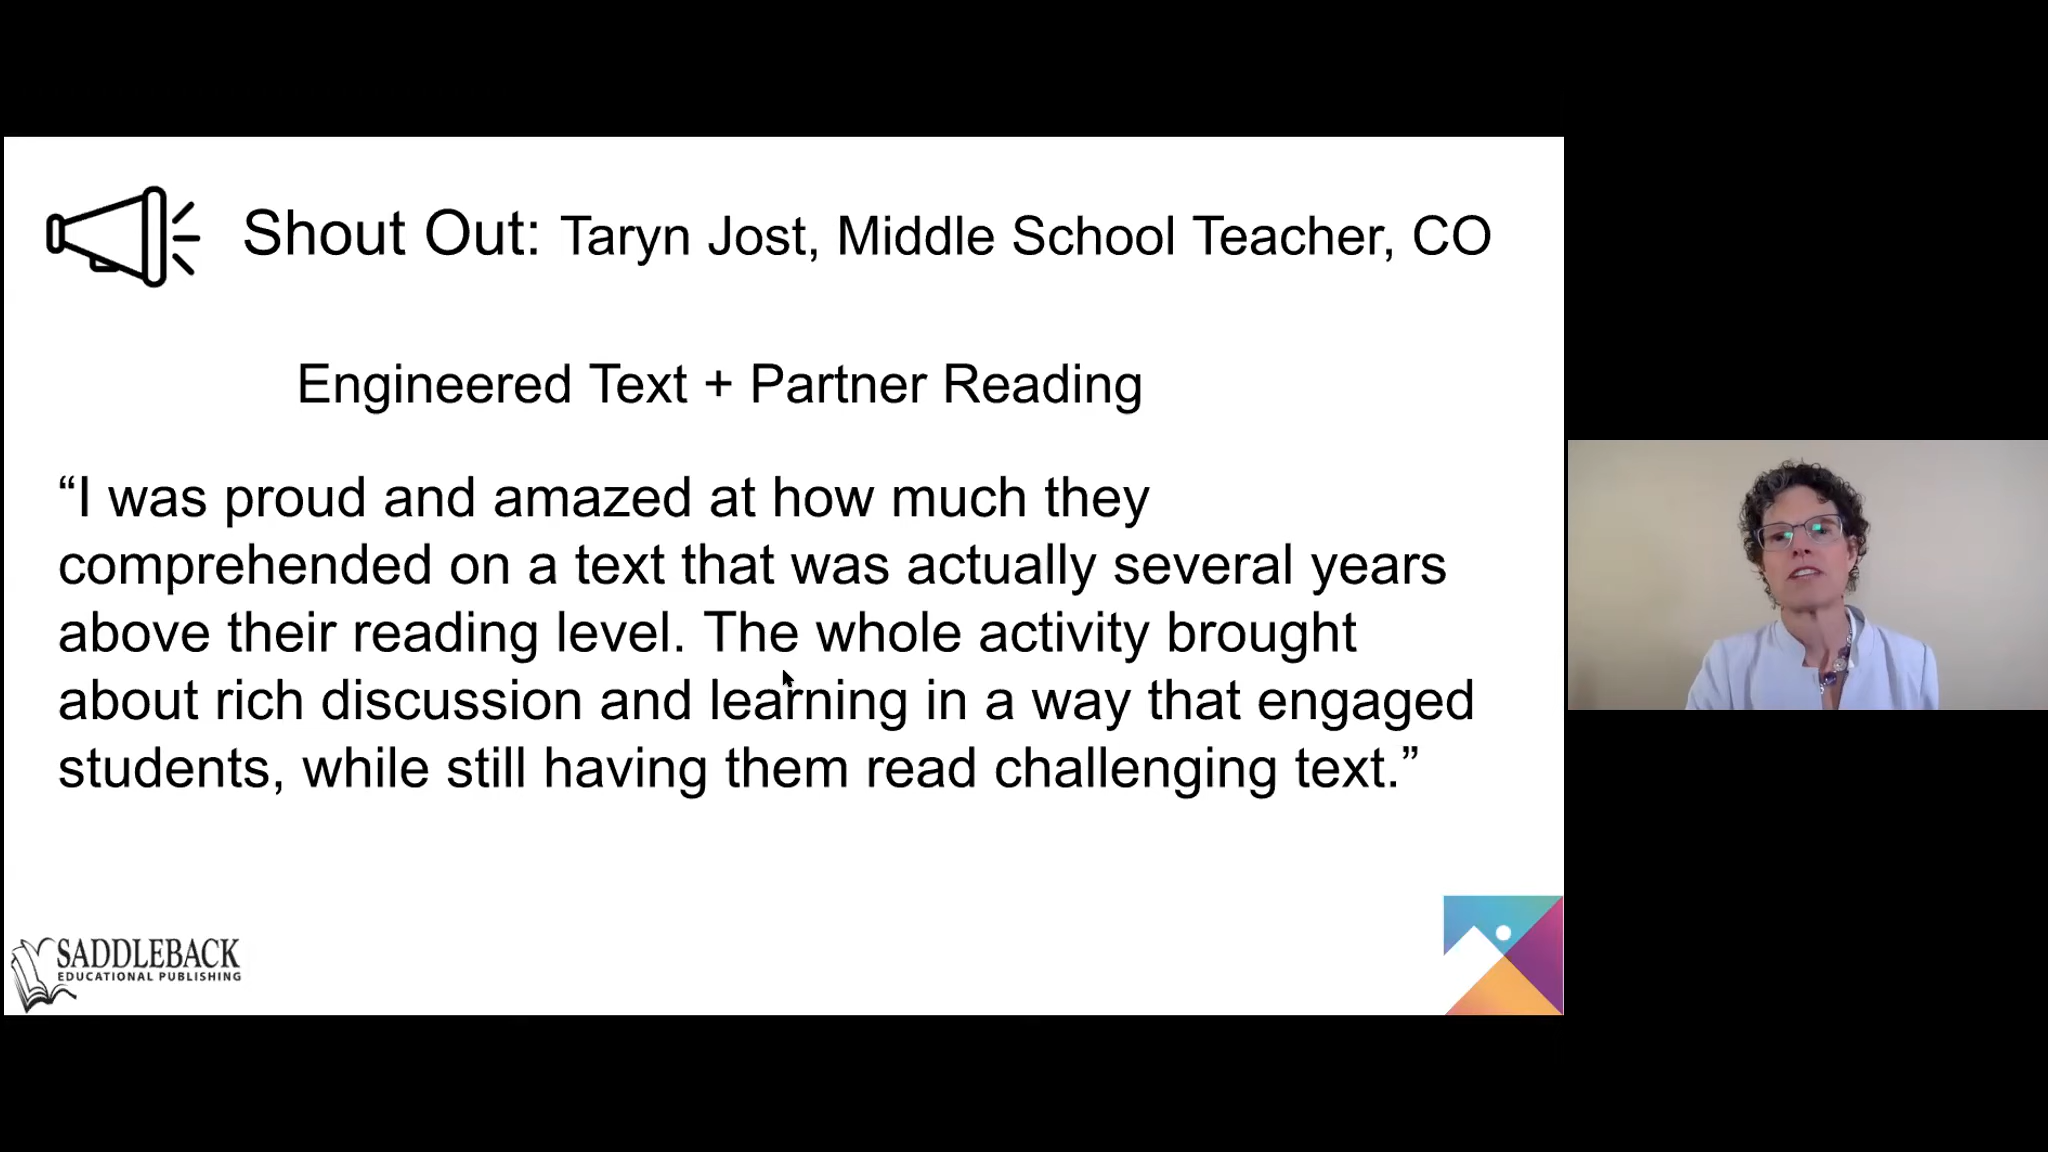 Shout Out: Taryn Jost, Middle School Teacher, CO
Engineered Text + Partner Reading
“I was proud and amazed at how much they
comprehended on a text that was actually several years
above their reading level. The whole activity brought
about rich discussion and learning in a way that engaged
students, while still having them read challenging text.”
SADDLEBACK
EDUCATIONAL PUBLISHING